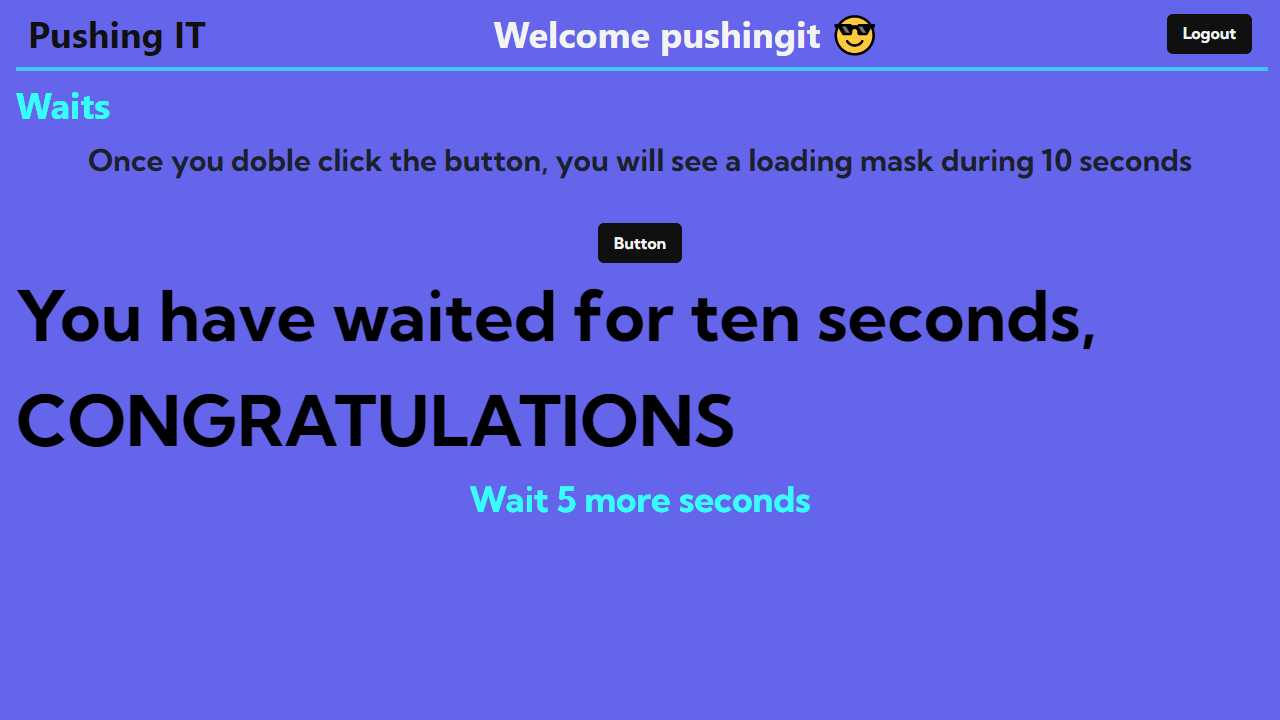 Pushing IT
Welcome pushingit 😎
Logout
Waits
Once you doble click the button, you will see a loading mask during 10 seconds
Button
You have waited for ten seconds,
CONGRATULATIONS
Wait 5 more seconds